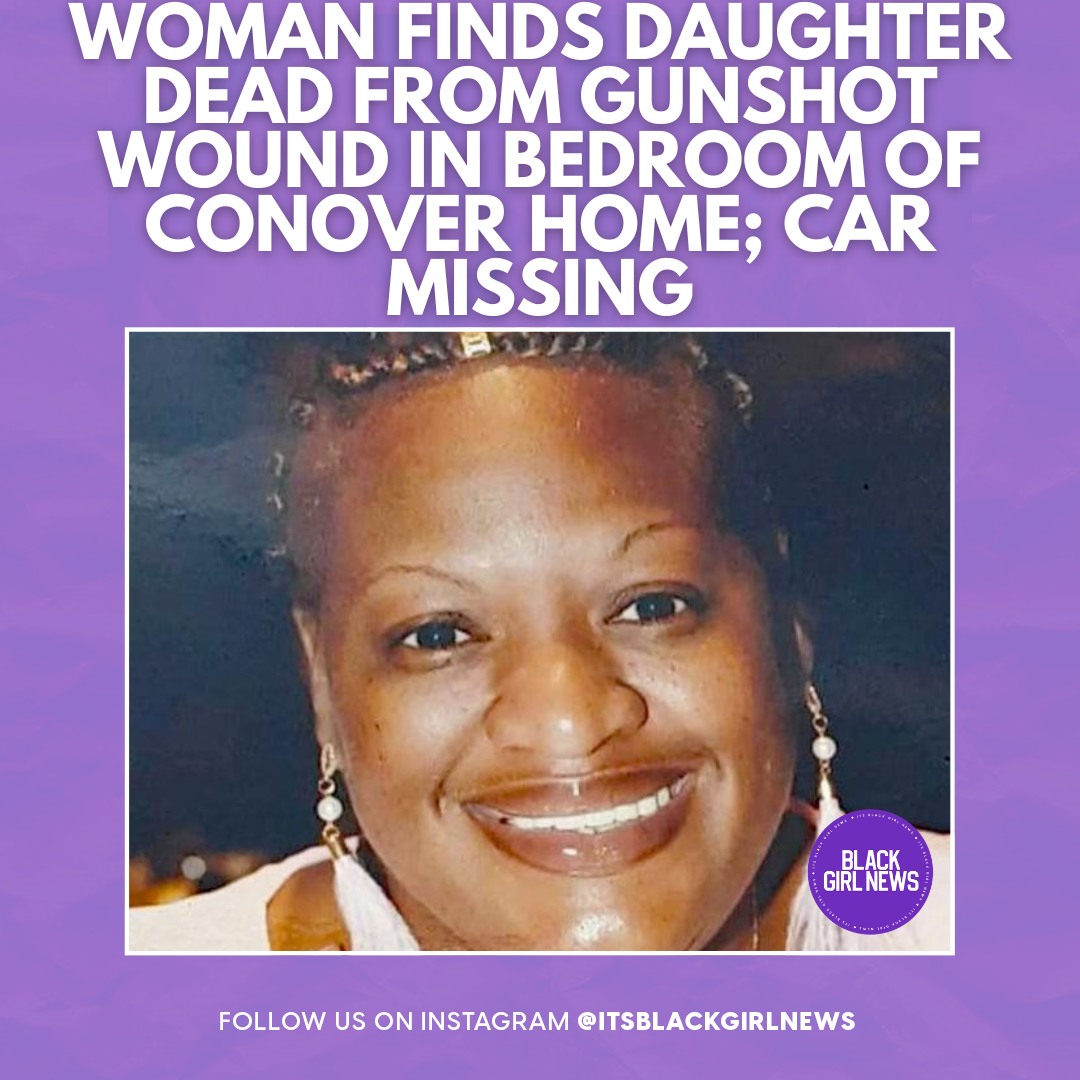 WOMAN FINDS DAUGHTER
DEAD FROM GUNSHOT
WOUND IN BEDROOM OF
CONOVER HOME; CAR
MISSING
BLACK
GIRL NEWS
FOLLOW US ON INSTAGRAM @ITSBLACKGIRLNEWS